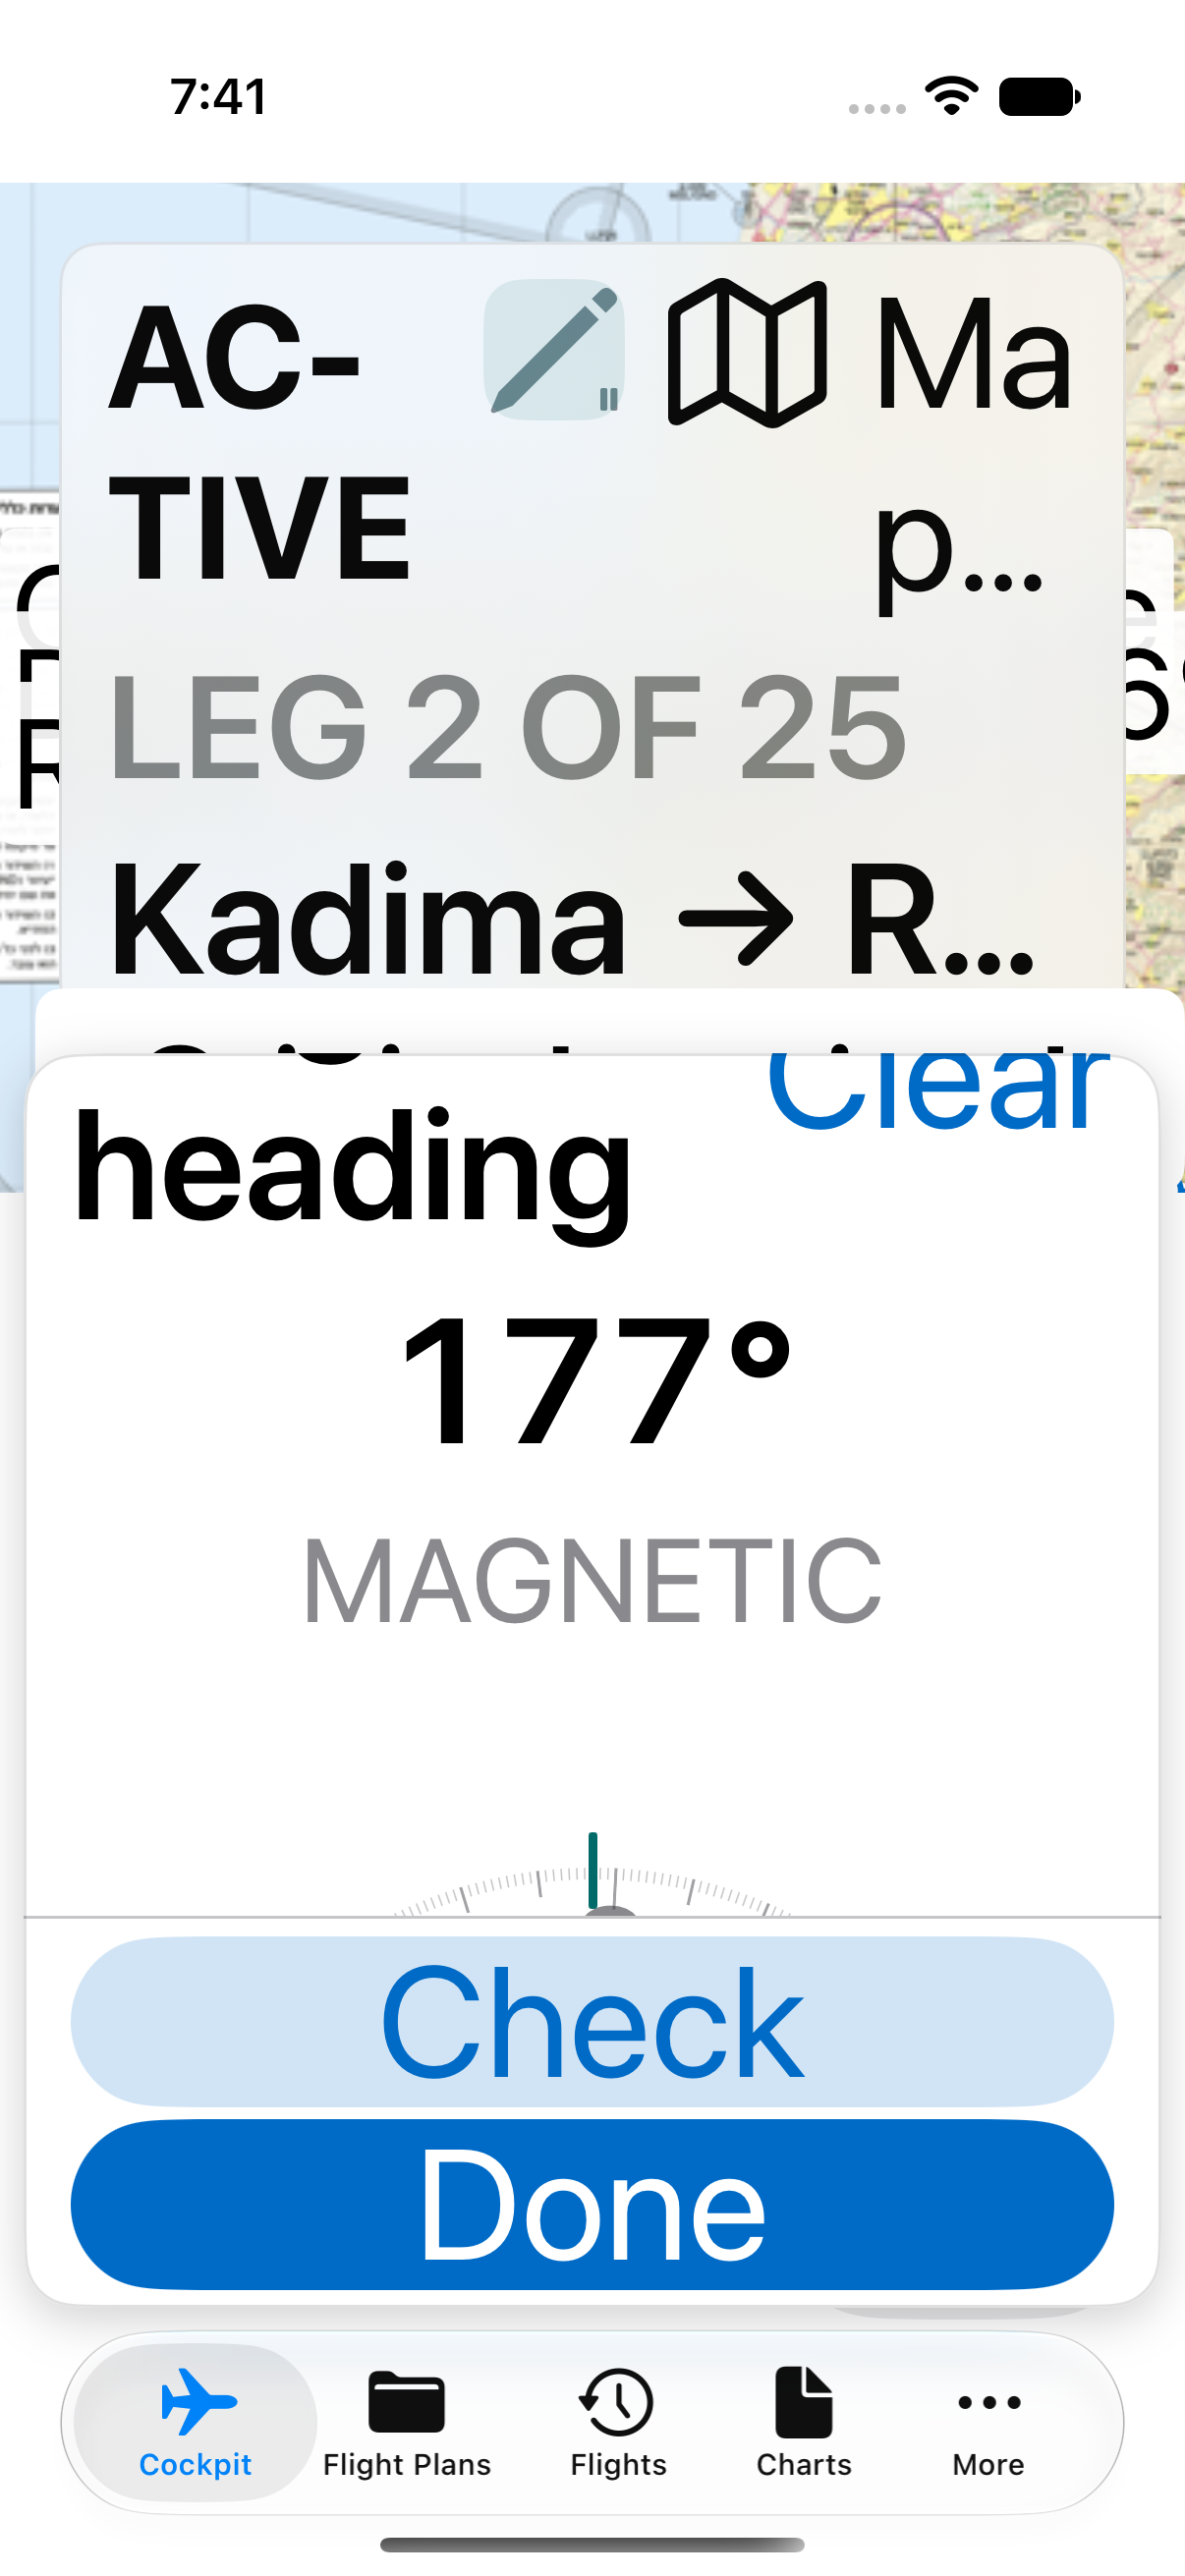 7:41
AC-
TIVE
Ma
p...
LEG 2 OF 25
Kadima → R...
Clear
heading
177°
MAGNETIC
Check
Done
Cockpit
Flight Plans
Flights
Charts
More